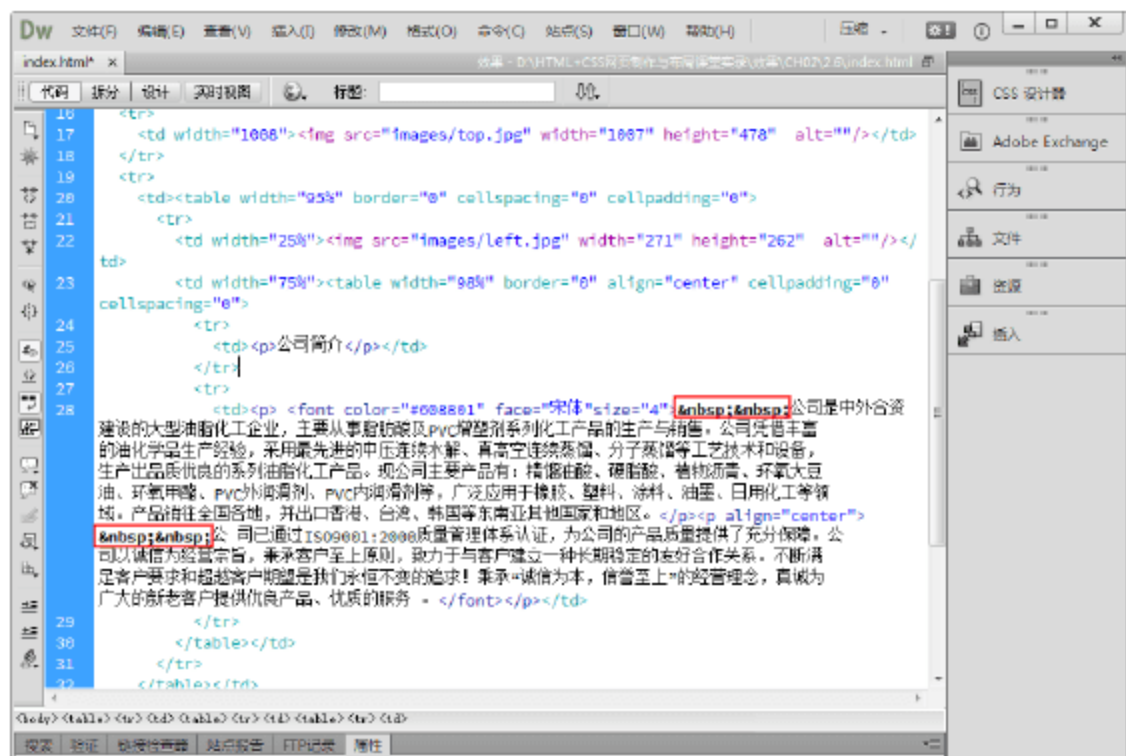 Dw 文件(F) 编辑(E) 查看(V) 插入(I) 修改(M) 格式(O) 命令(C) 站点(S) 窗口(W) 帮助(H) 压缩
index.html* × 效果 - D:\HTML+CSS网页制作与布局课堂实录\效果\CH02\2.6\index.html
代码 拆分 设计 实时视图 标题:
CSS 设计器
Adobe Exchange
行为
文件
资源
插入
16 <tr>
17 <td width="1008"><img src="images/top.jpg" width="1007" height="478" alt=""/></td>
18 </tr>
19 <tr>
20 <td><table width="95%" border="0" cellspacing="0" cellpadding="0">
21 <tr>
22 <td width="25%"><img src="images/left.jpg" width="271" height="262" alt=""/></
td>
23 <td width="75%"><table width="98%" border="0" align="center" cellpadding="0"
cellspacing="0">
24 <tr>
25 <td><p>公司简介</p></td>
26 </tr>
27 <tr>
28 <td><p> <font color="#608801" face="宋体"size="4">&nbsp;&nbsp;公司是中外合资
建设的大型油脂化工企业，主要从事脂肪酸及PVC增塑剂系列化工产品的生产与销售。公司凭借丰富
的油化学品生产经验，采用最先进的中压连续水解、真高空连续蒸馏、分子蒸馏等工艺技术和设备，
生产出品质优良的系列油脂化工产品。现公司主要产品有：精馏油酸、硬脂酸、植物沥青、环氧大豆
油、环氧甲酯、PVC外润滑剂、PVC内润滑剂等，广泛应用于橡胶、塑料、涂料、油墨、日用化工等领
域。产品销往全国各地，并出口香港、台湾、韩国等东南亚其他国家和地区。</p><p align="center">
&nbsp;&nbsp;公 司已通过ISO9001:2000质量管理体系认证，为公司的产品质量提供了充分保障。公
司以诚信为经营宗旨，秉承客户至上原则，致力于与客户建立一种长期稳定的友好合作关系。不断满
足客户要求和超越客户期望是我们永恒不变的追求！秉承“诚信为本，信誉至上”的经营理念，真诚为
广大的新老客户提供优良产品、优质的服务 。</font></p></td>
29 </tr>
30 </table></td>
31 </tr>
32 </table></td>
<body> <table> <tr> <td> <table> <tr> <td> <table> <tr> <td>
搜索 验证 链接检查器 站点报告 FTP记录 属性